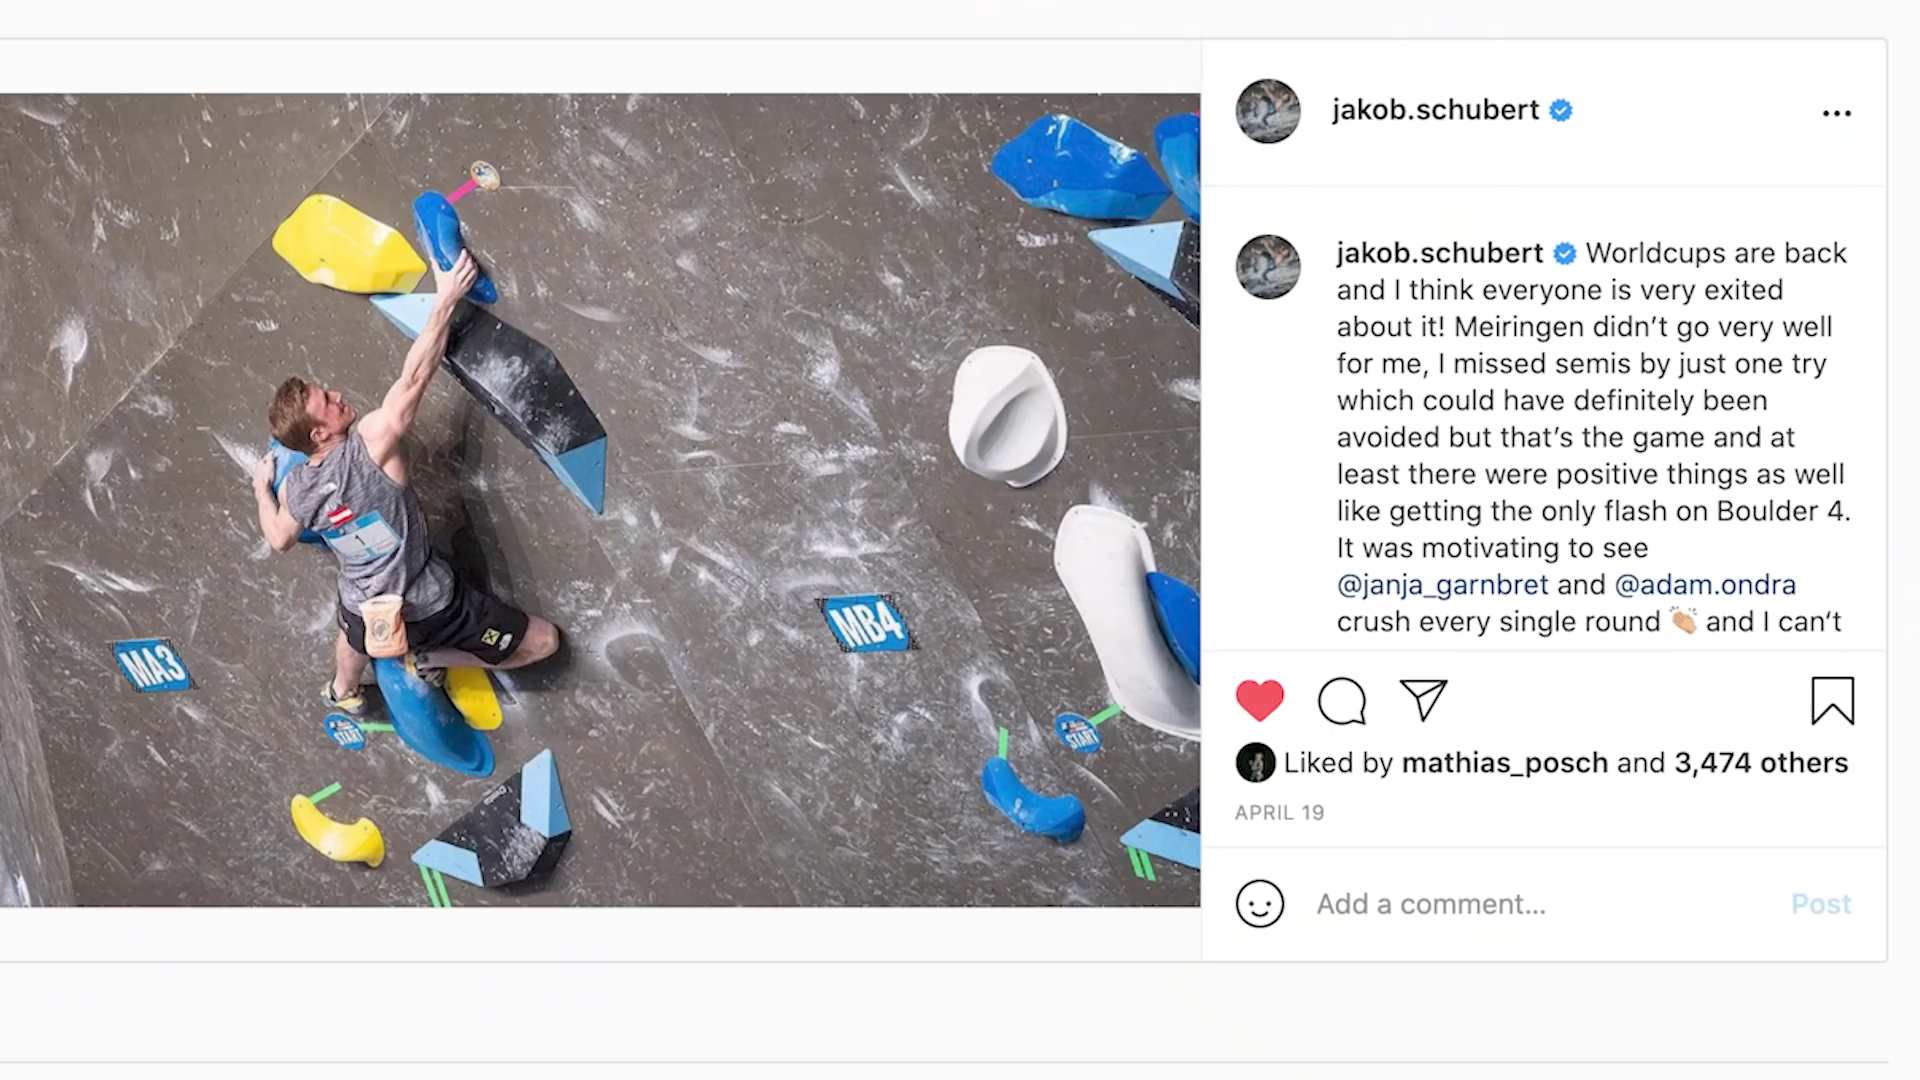 jakob.schubert
...
jakob.schubert Worldcups are back
and I think everyone is very exited
about it! Meiringen didn’t go very well
for me, I missed semis by just one try
which could have definitely been
avoided but that’s the game and at
least there were positive things as well
like getting the only flash on Boulder 4.
It was motivating to see
@janja_garnbret and @adam.ondra
crush every single round 👏🏼 and I can’t
Liked by mathias_posch and 3,474 others
APRIL 19
Add a comment...
Post
1
MB4
MA3
START
START